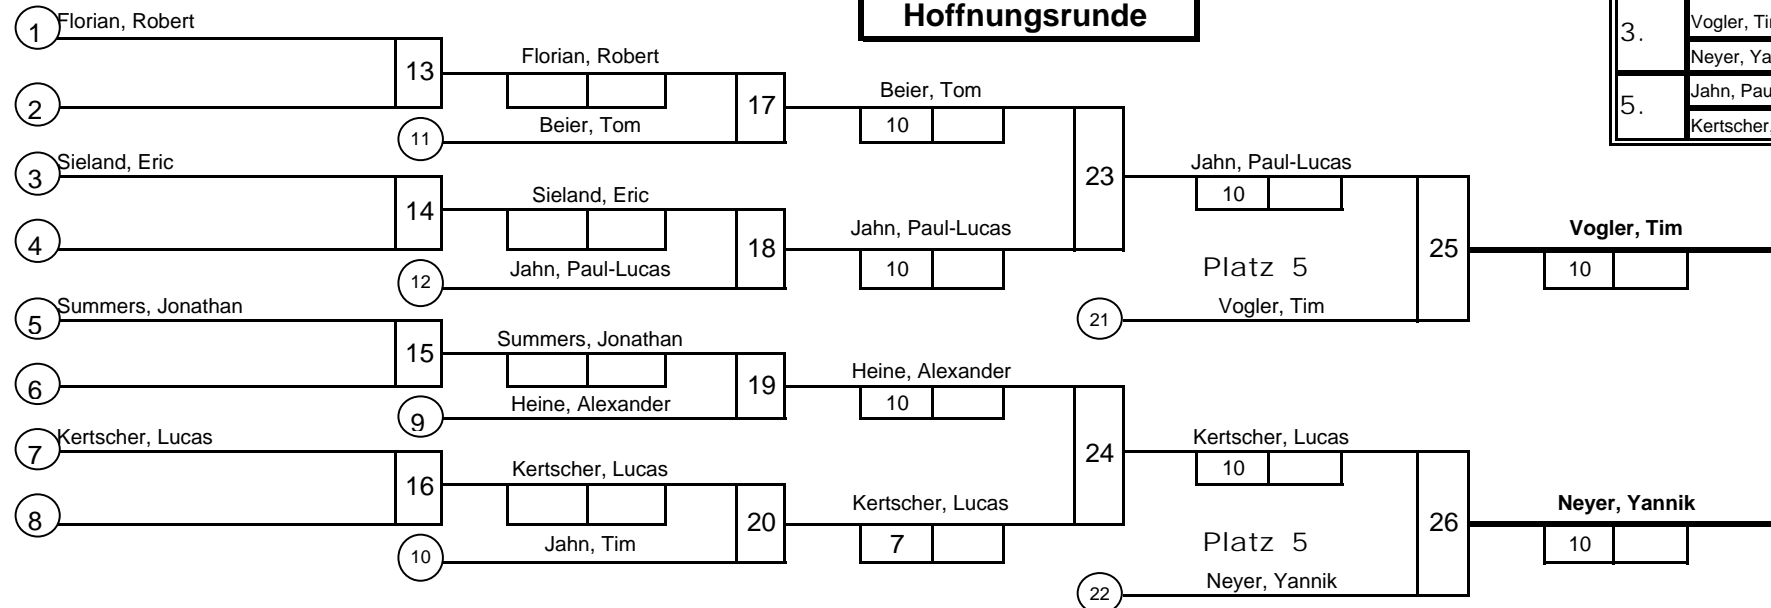 Hoffnungsrunde
3.
Vogler, Ti
Neyer, Ya
5.
Jahn, Pau
Kertscher,
1
Florian, Robert
13
2
Florian, Robert
17
11
Beier, Tom
Beier, Tom
10
3
Sieland, Eric
14
4
Sieland, Eric
18
12
Jahn, Paul-Lucas
Jahn, Paul-Lucas
10
23
Jahn, Paul-Lucas
10
Platz 5
21
Vogler, Tim
25
Vogler, Tim
10
5
Summers, Jonathan
15
6
Summers, Jonathan
19
9
Heine, Alexander
Heine, Alexander
10
7
Kertscher, Lucas
16
8
Kertscher, Lucas
20
10
Jahn, Tim
Kertscher, Lucas
7
24
Kertscher, Lucas
10
Platz 5
22
Neyer, Yannik
26
Neyer, Yannik
10